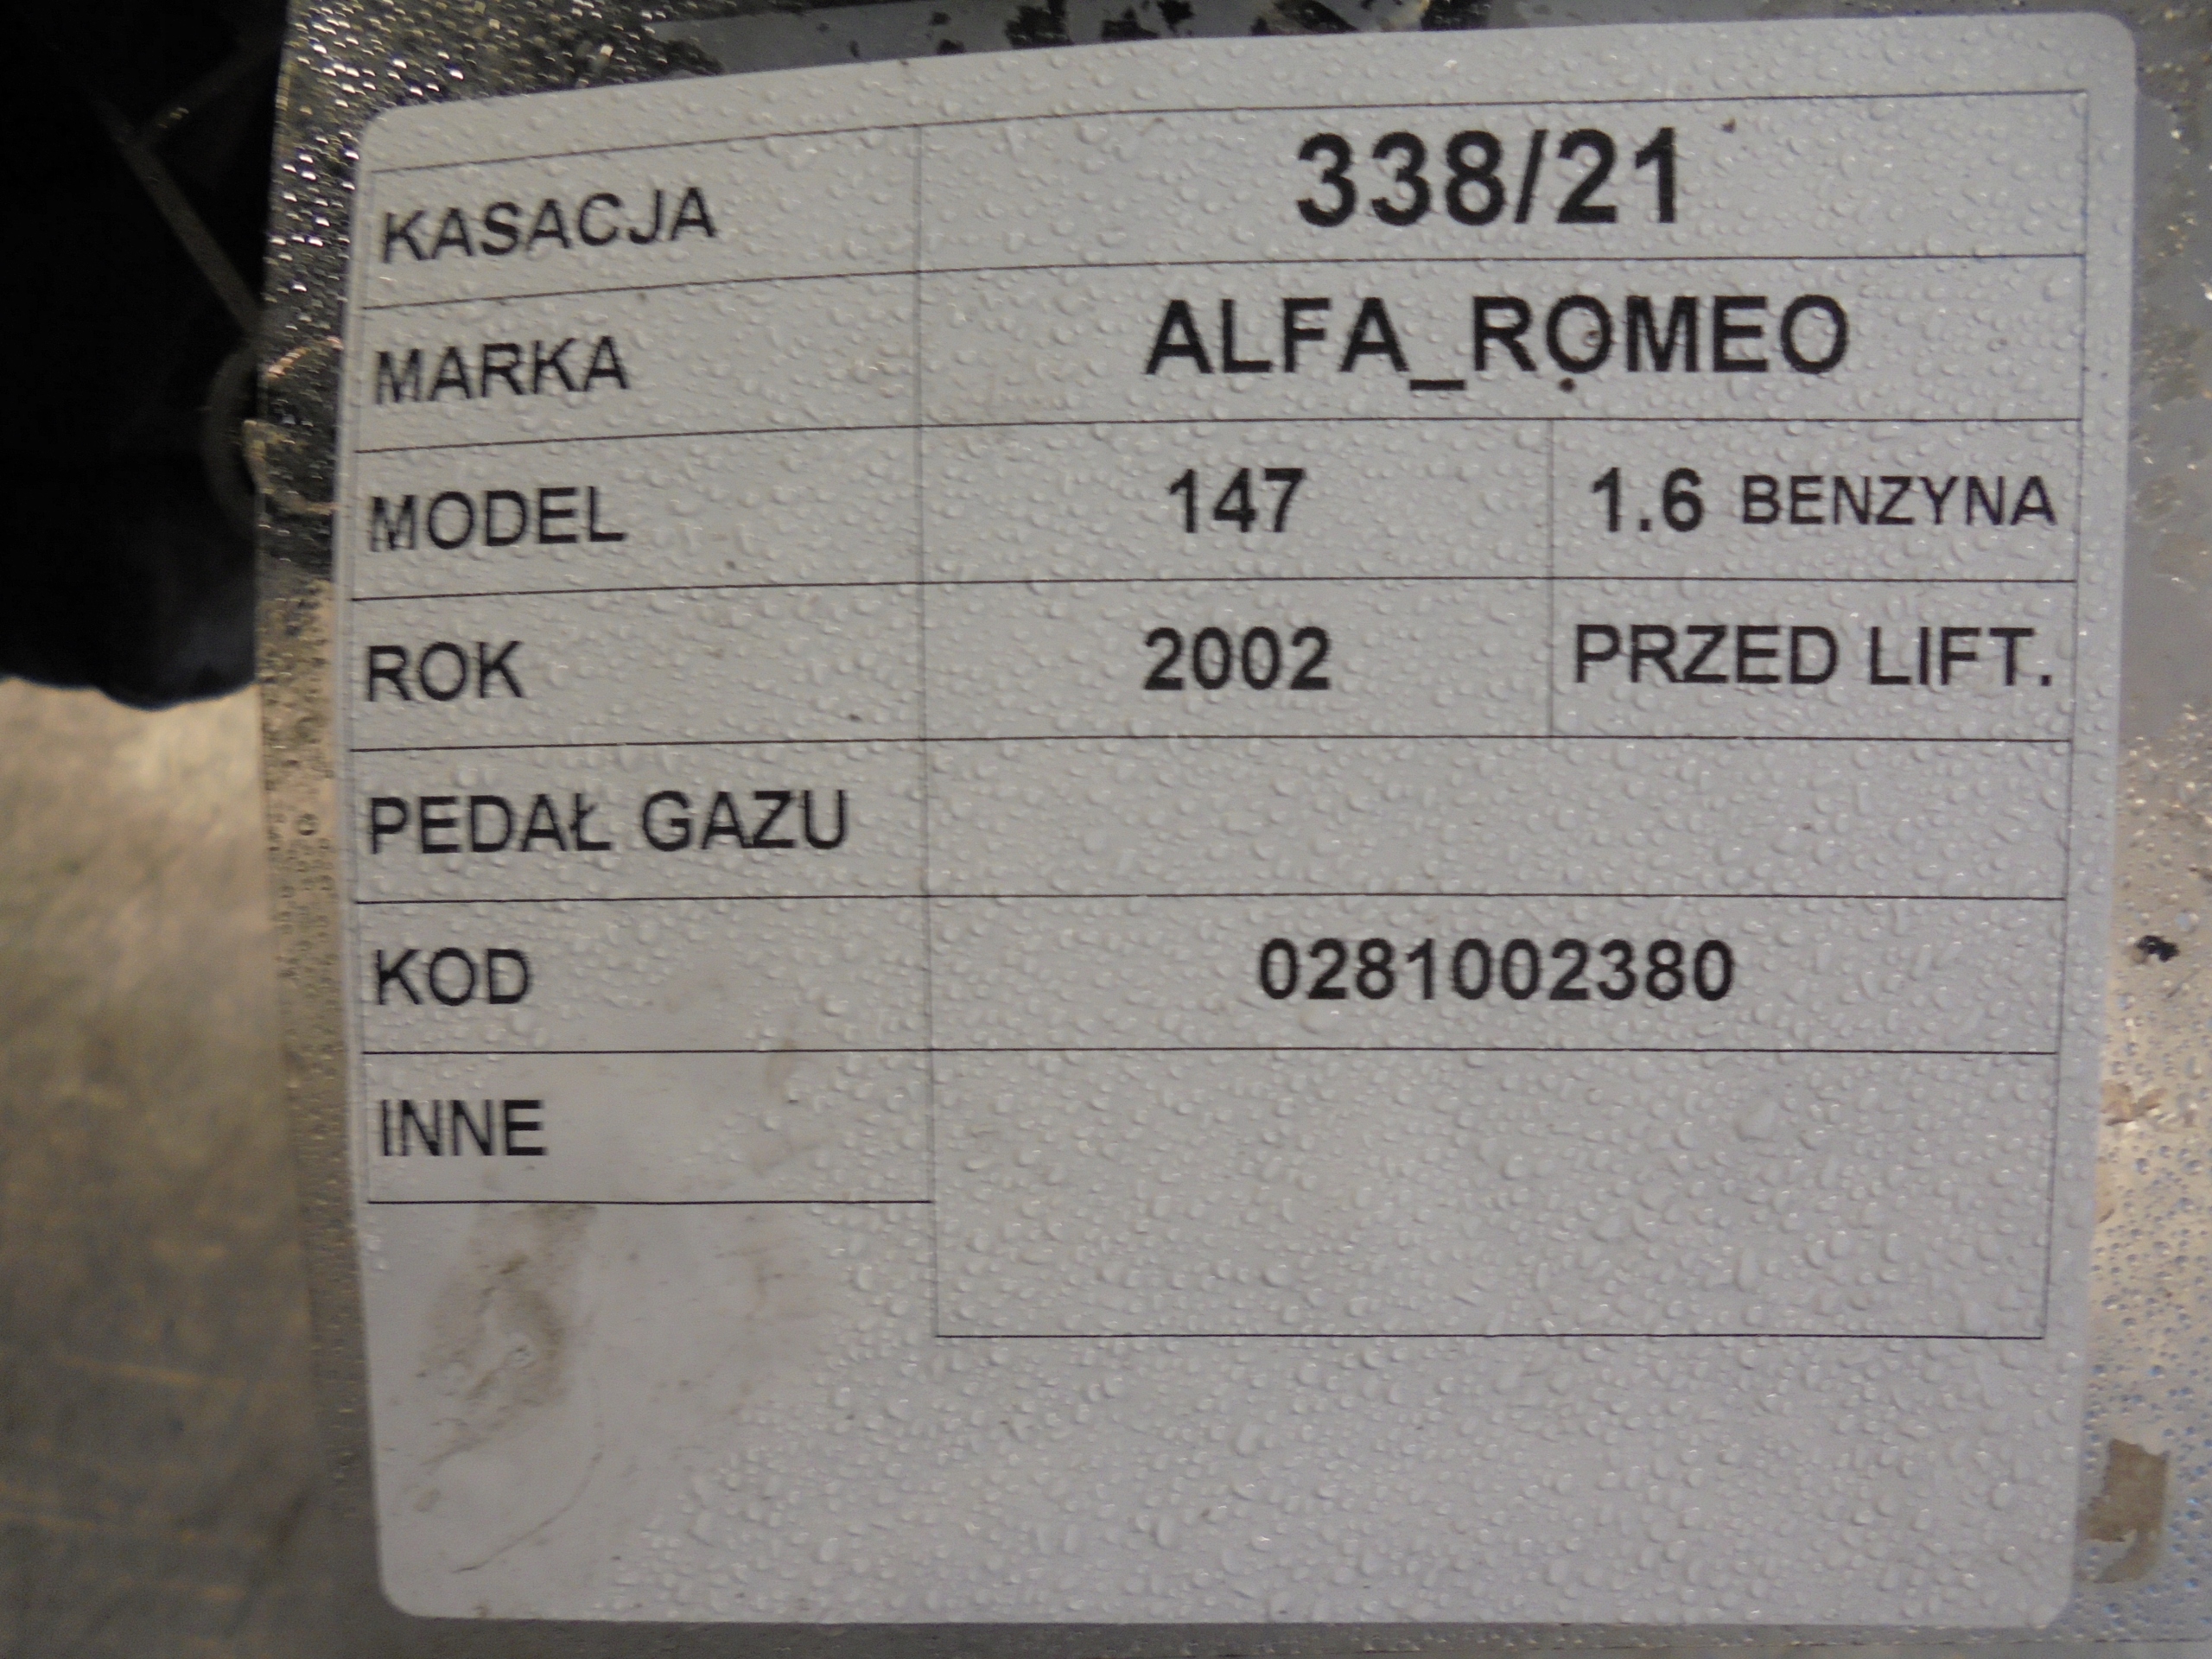 KASACJA 338/21
MARKA ALFA_ROMEO
MODEL 147 1.6 BENZYNA
ROK 2002 PRZED LIFT.
PEDAŁ GAZU
KOD 0281002380
INNE